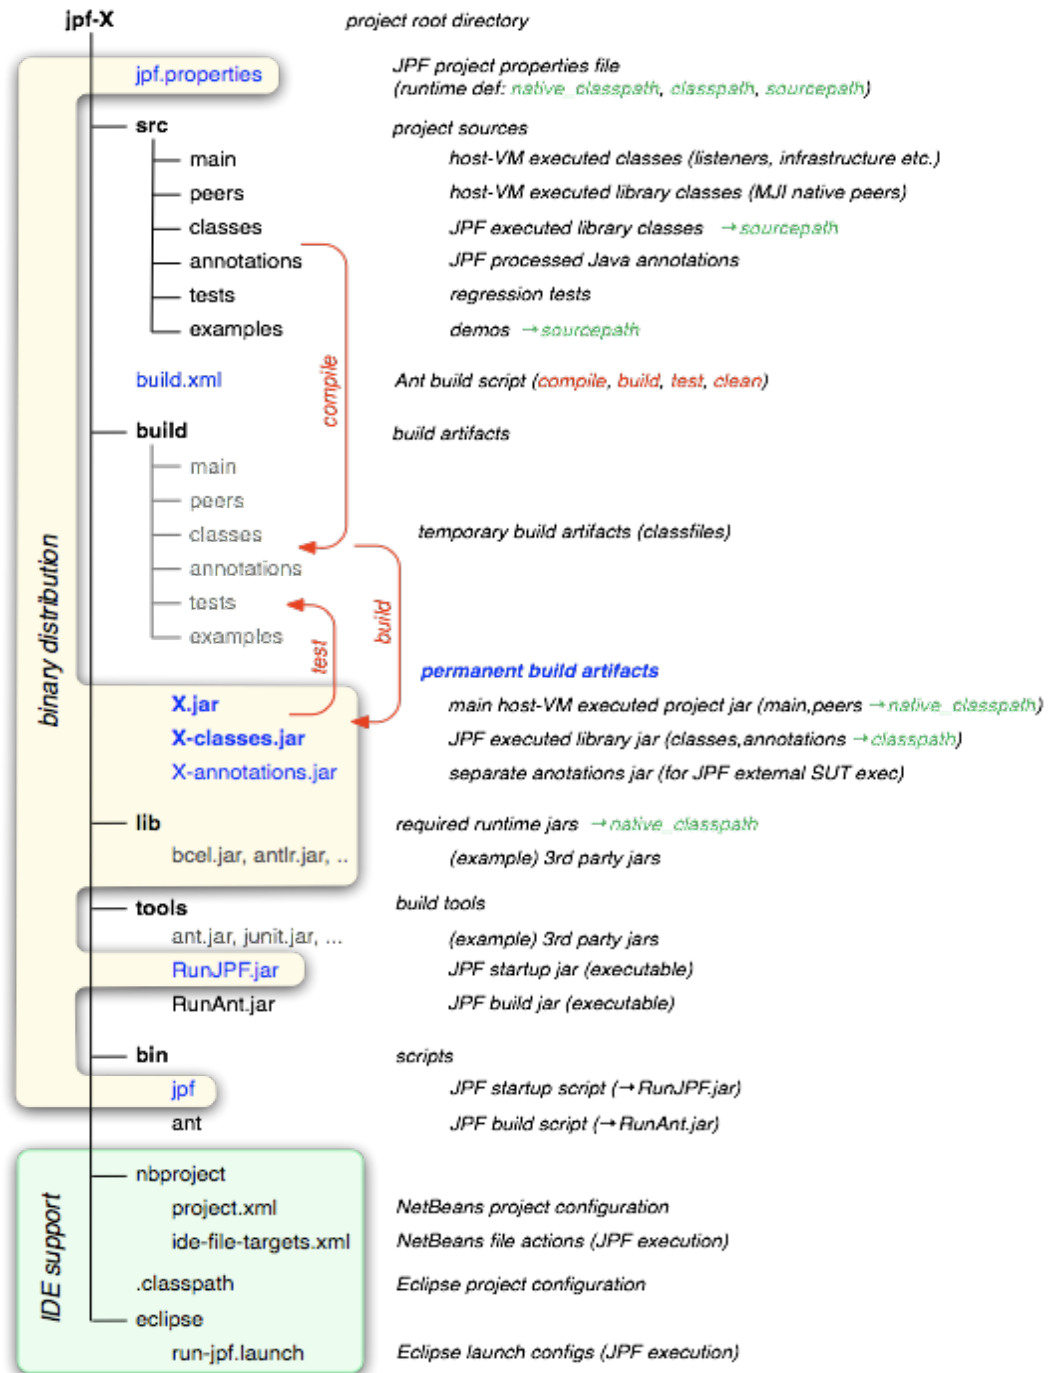 jpf-X project root directory
jpf.properties JPF project properties file
(runtime def: native_classpath, classpath, sourcepath)
src project sources
main host-VM executed classes (listeners, infrastructure etc.)
peers host-VM executed library classes (MJI native peers)
classes JPF executed library classes →sourcepath
annotations JPF processed Java annotations
tests regression tests
examples demos →sourcepath
compile
build.xml Ant build script (compile, build, test, clean)
build build artifacts
main
peers
classes temporary build artifacts (classfiles)
annotations
tests
examples
build
test
binary distribution
permanent build artifacts
X.jar main host-VM executed project jar (main,peers →native_classpath)
X-classes.jar JPF executed library jar (classes,annotations →classpath)
X-annotations.jar separate anotations jar (for JPF external SUT exec)
lib required runtime jars →native_classpath
bcel.jar, antlr.jar, .. (example) 3rd party jars
tools build tools
ant.jar, junit.jar, ... (example) 3rd party jars
RunJPF.jar JPF startup jar (executable)
RunAnt.jar JPF build jar (executable)
bin scripts
jpf JPF startup script (→RunJPF.jar)
ant JPF build script (→RunAnt.jar)
IDE support
nbproject
project.xml NetBeans project configuration
ide-file-targets.xml NetBeans file actions (JPF execution)
.classpath Eclipse project configuration
eclipse
run-jpf.launch Eclipse launch configs (JPF execution)